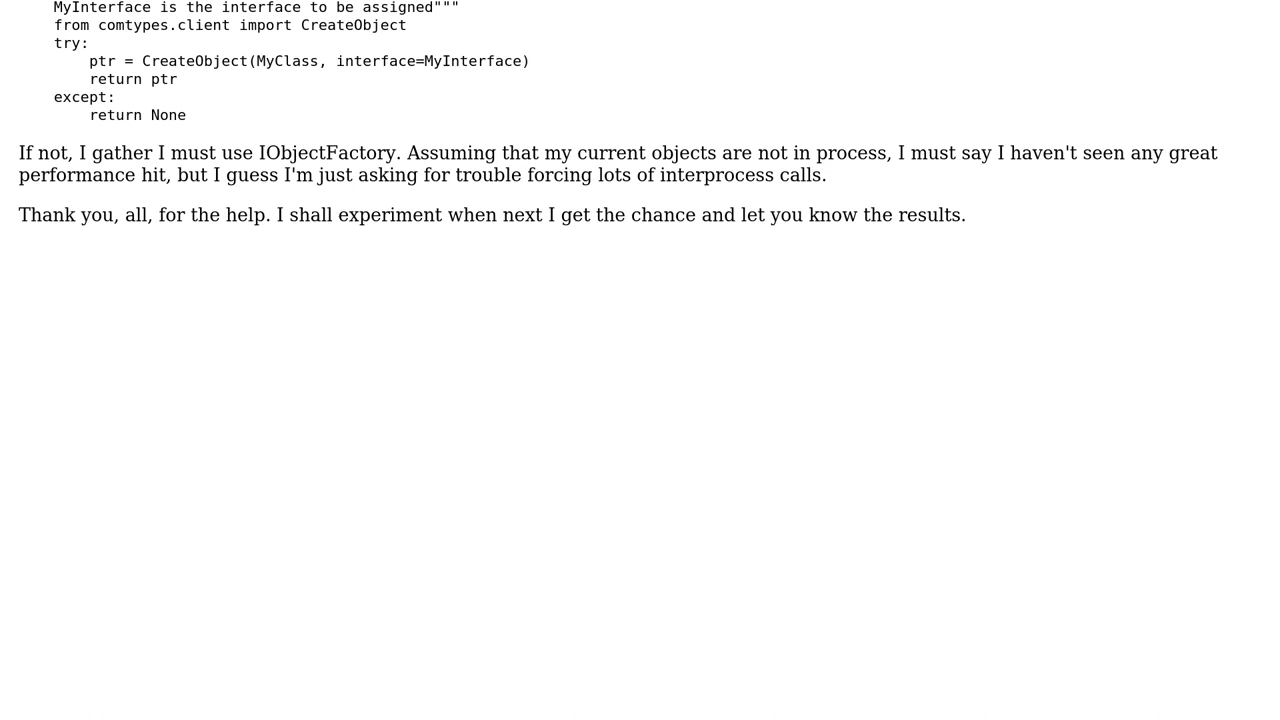 MyInterface is the interface to be assigned"""
from comtypes.client import CreateObject
try:
    ptr = CreateObject(MyClass, interface=MyInterface)
    return ptr
except:
    return None
If not, I gather I must use IObjectFactory. Assuming that my current objects are not in process, I must say I haven't seen any great
performance hit, but I guess I'm just asking for trouble forcing lots of interprocess calls.
Thank you, all, for the help. I shall experiment when next I get the chance and let you know the results.